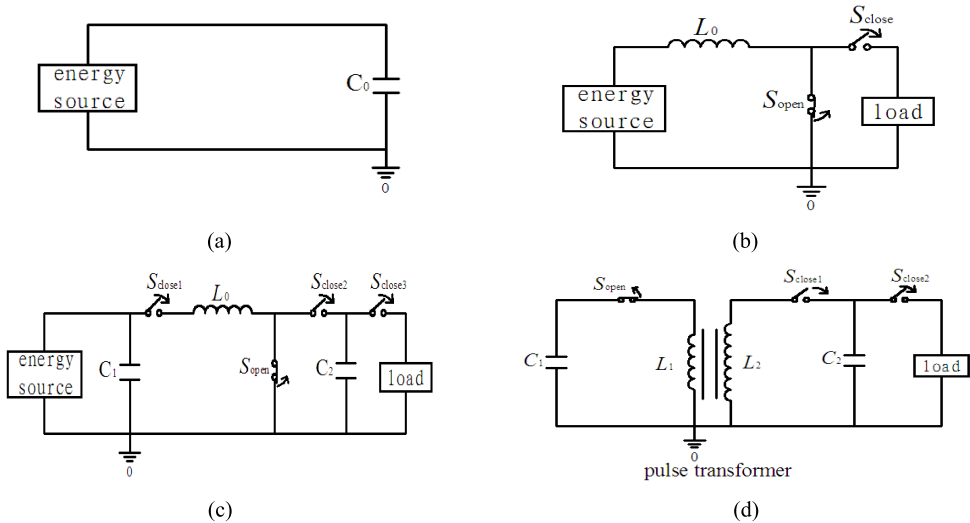 energy
source
C0
0
(a)
L0
Sclose
energy
source
Sopen
load
0
(b)
Sclose1
L0
Sclose2
Sclose3
energy
source
C1
Sopen
C2
load
0
(c)
Sopen
Sclose1
Sclose2
C1
L1
L2
C2
load
0
pulse transformer
(d)